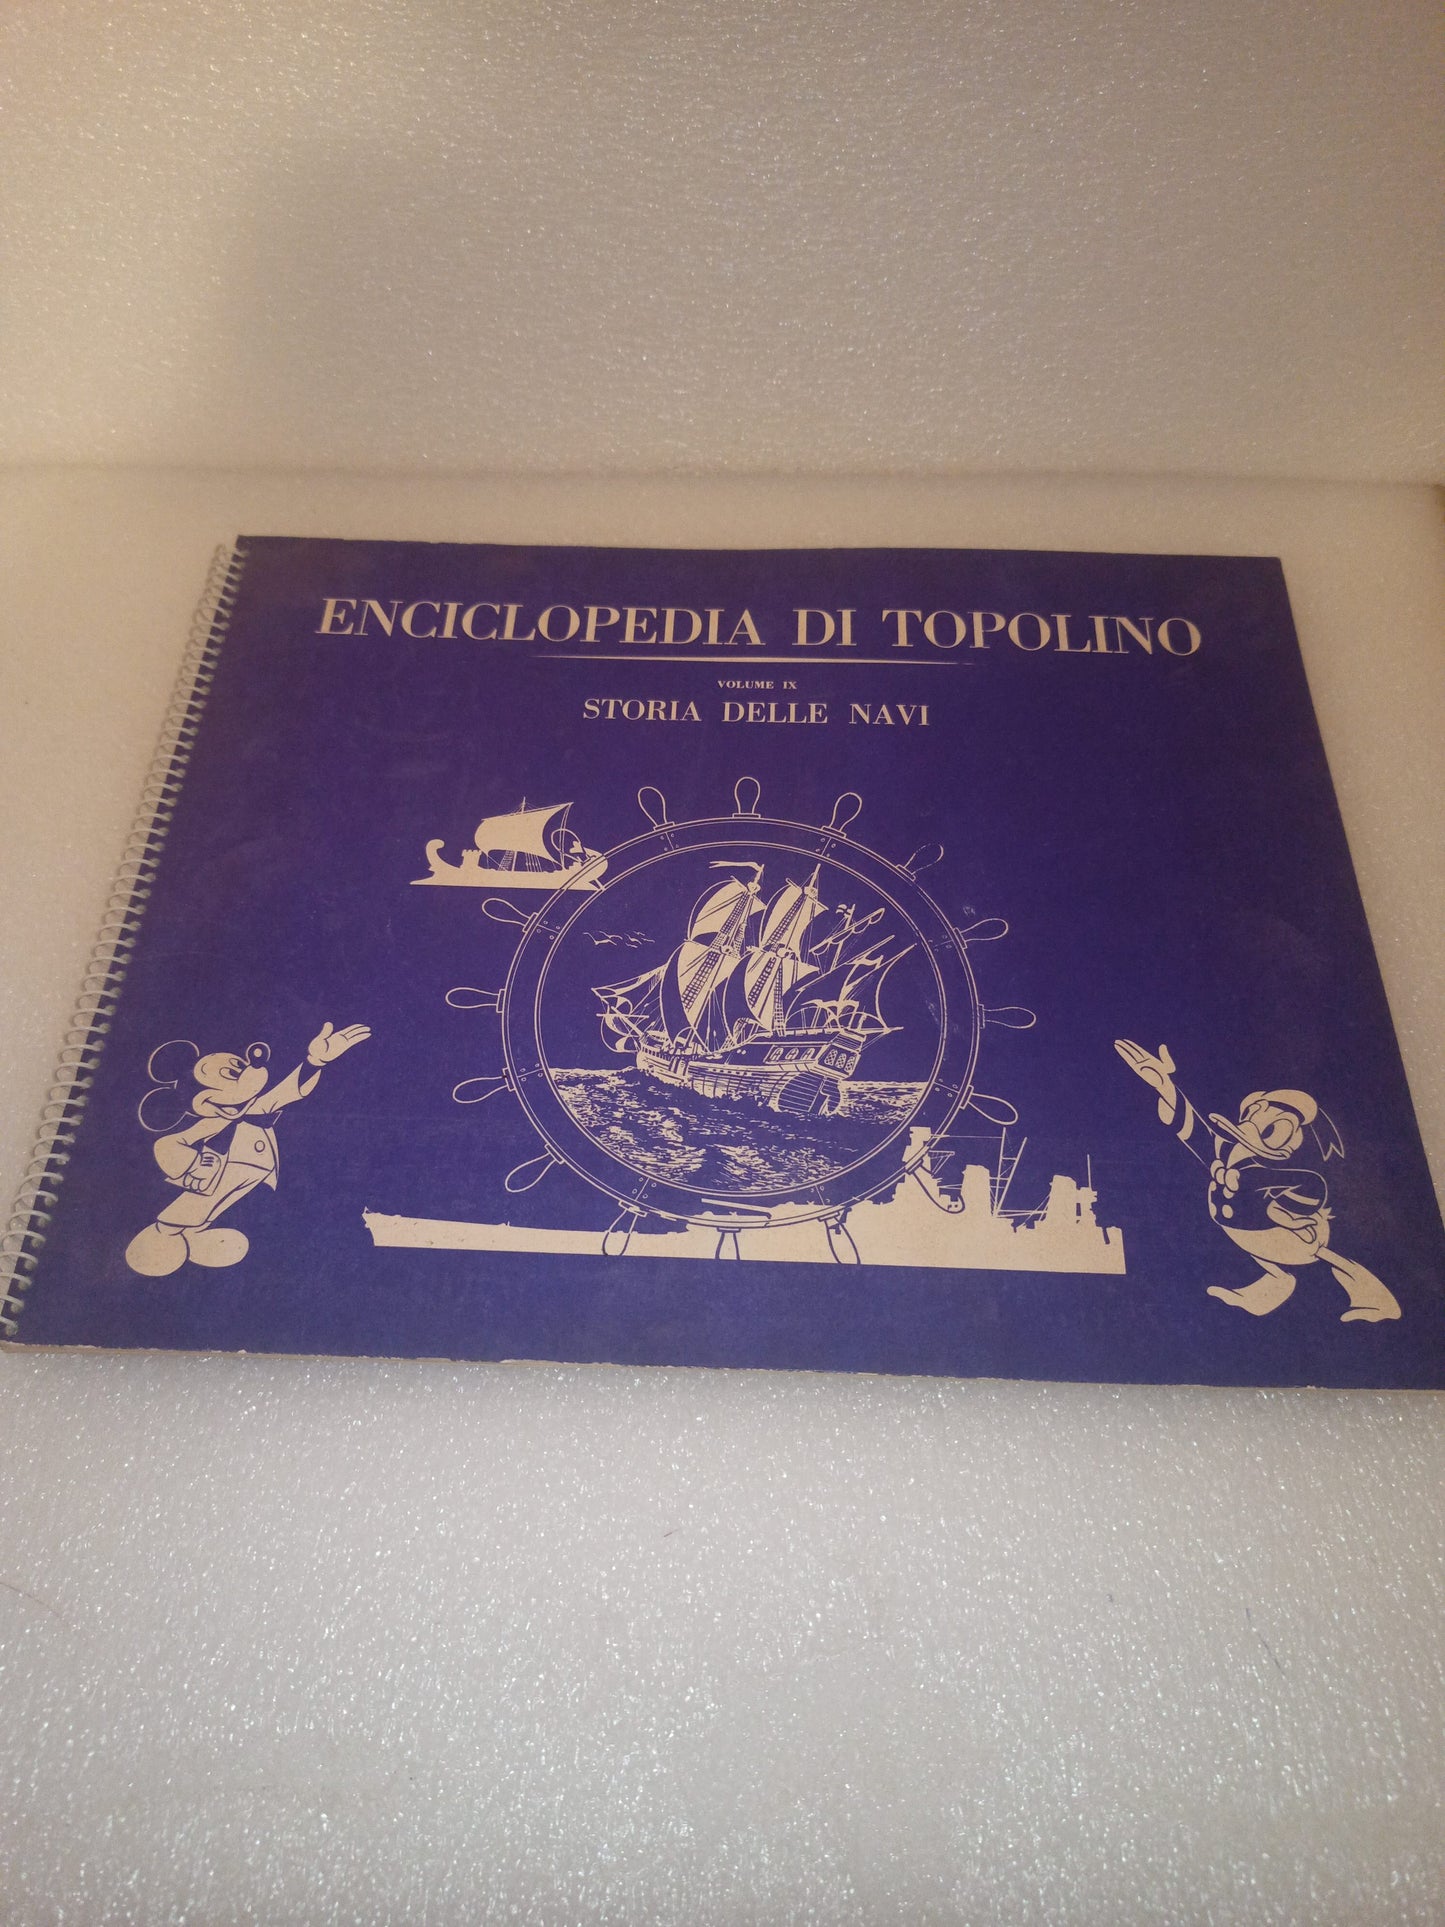 ENCICLOPEDIA DI TOPOLINO
VOLUME IX
STORIA DELLE NAVI